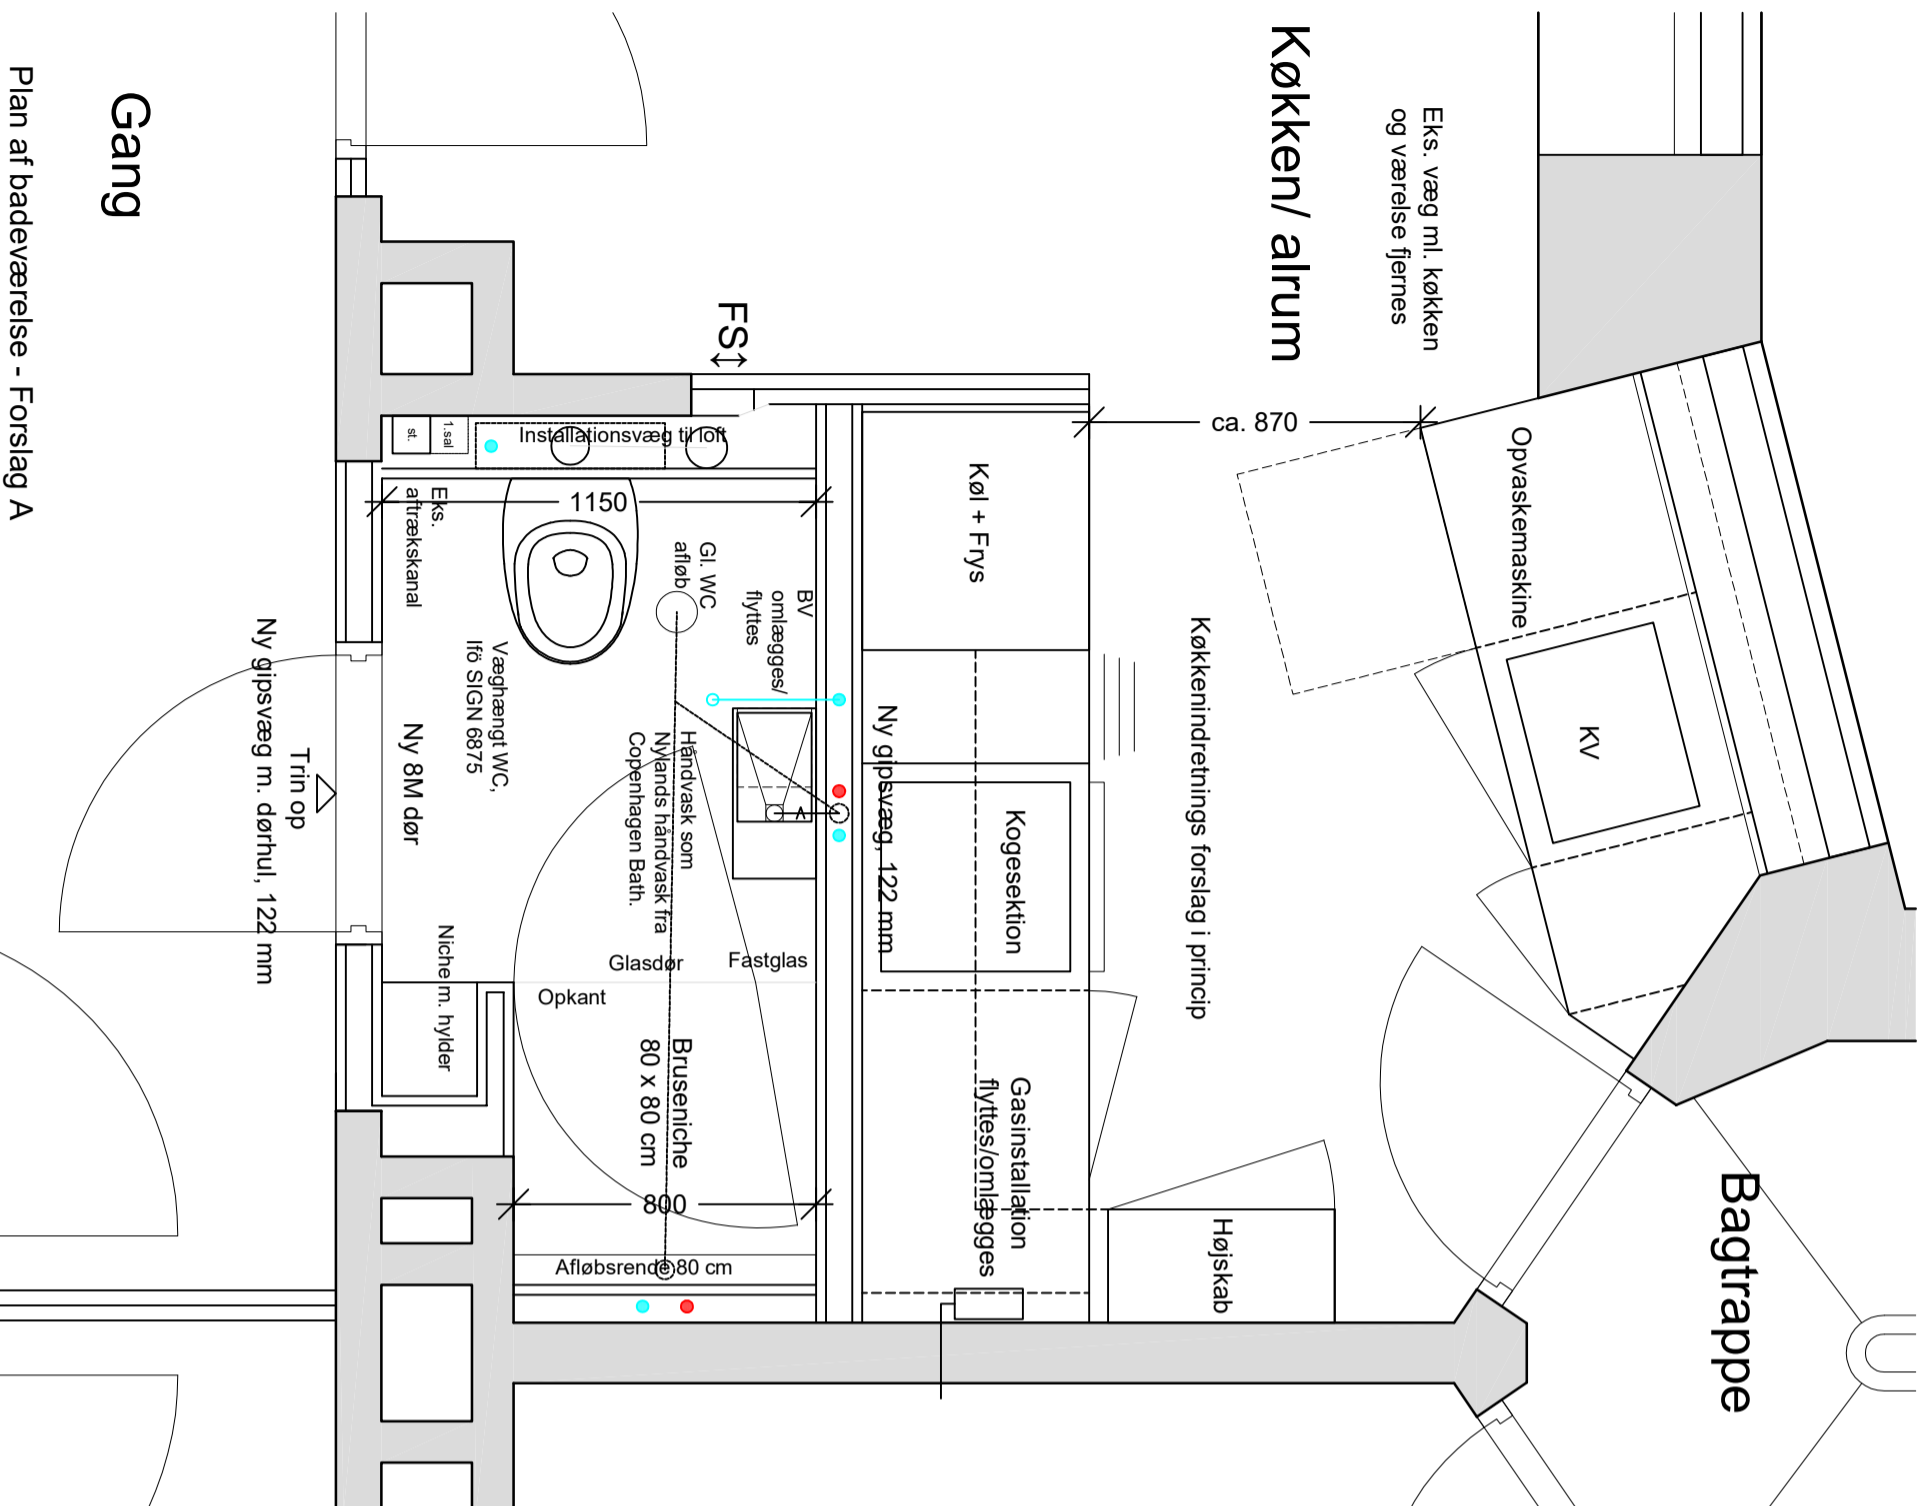 Plan af badeværelse - Forslag A
Gang
Køkken/ alrum
Eks. væg ml. køkken
og værelse fjernes
FS
ca. 870
Opvaskemaskine
KV
Køl + Frys
Køkkenindretnings forslag i princip
Kogesektion
Ny gipsvæg, 122 mm
Gasinstallation
flyttes/omlægges
Højskab
Bagtrappe
Installationsvæg til loft
1.sal
st.
Eks.
aftrækskanal
1150
Gl. WC
afløb
BV
omlægges/
flyttes
Væghængt WC,
Ifö SIGN 6875
Håndvask som
Nylands håndvask fra
Copenhagen Bath.
Ny 8M dør
Trin op
Ny gipsvæg m. dørhul, 122 mm
Niche m. hylder
Glasdør
Fastglas
Opkant
Bruseniche
80 x 80 cm
800
Afløbsrende 80 cm